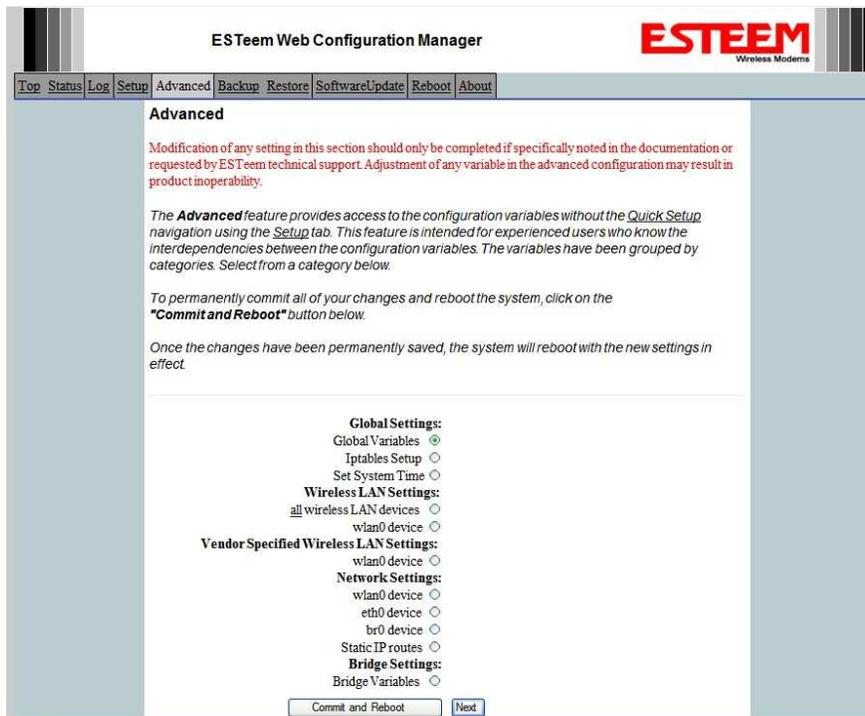 ESTeem Web Configuration Manager
ESTEEM
Wireless Modems
Top Status Log Setup Advanced Backup Restore SoftwareUpdate Reboot About
Advanced
Modification of any setting in this section should only be completed if specifically noted in the documentation or
requested by ESTeem technical support. Adjustment of any variable in the advanced configuration may result in
product inoperability.
The Advanced feature provides access to the configuration variables without the Quick Setup
navigation using the Setup tab. This feature is intended for experienced users who know the
interdependencies between the configuration variables. The variables have been grouped by
categories. Select from a category below.
To permanently commit all of your changes and reboot the system, click on the
"Commit and Reboot" button below.
Once the changes have been permanently saved, the system will reboot with the new settings in
effect.
Global Settings:
Global Variables
Iptables Setup
Set System Time
Wireless LAN Settings:
all wireless LAN devices
wlan0 device
Vendor Specified Wireless LAN Settings:
wlan0 device
Network Settings:
wlan0 device
eth0 device
br0 device
Static IP routes
Bridge Settings:
Bridge Variables
Commit and Reboot Next